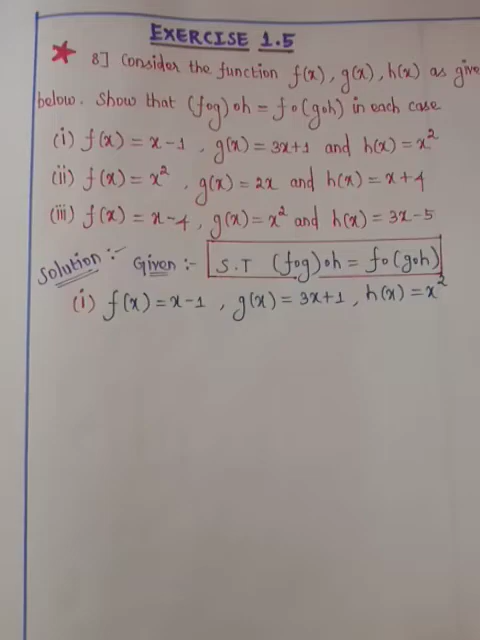 EXERCISE 1.5
* 8] Consider the function f(x), g(x), h(x) as give
below. Show that (fog)oh = fo(goh) in each case
(i) f(x) = x-1, g(x) = 3x+1 and h(x) = x²
(ii) f(x) = x², g(x) = 2x and h(x) = x+4
(iii) f(x) = x-4, g(x) = x² and h(x) = 3x-5
Solution:- Given:- S.T (fog)oh = fo(goh)
(i) f(x) = x-1, g(x) = 3x+1, h(x) = x²